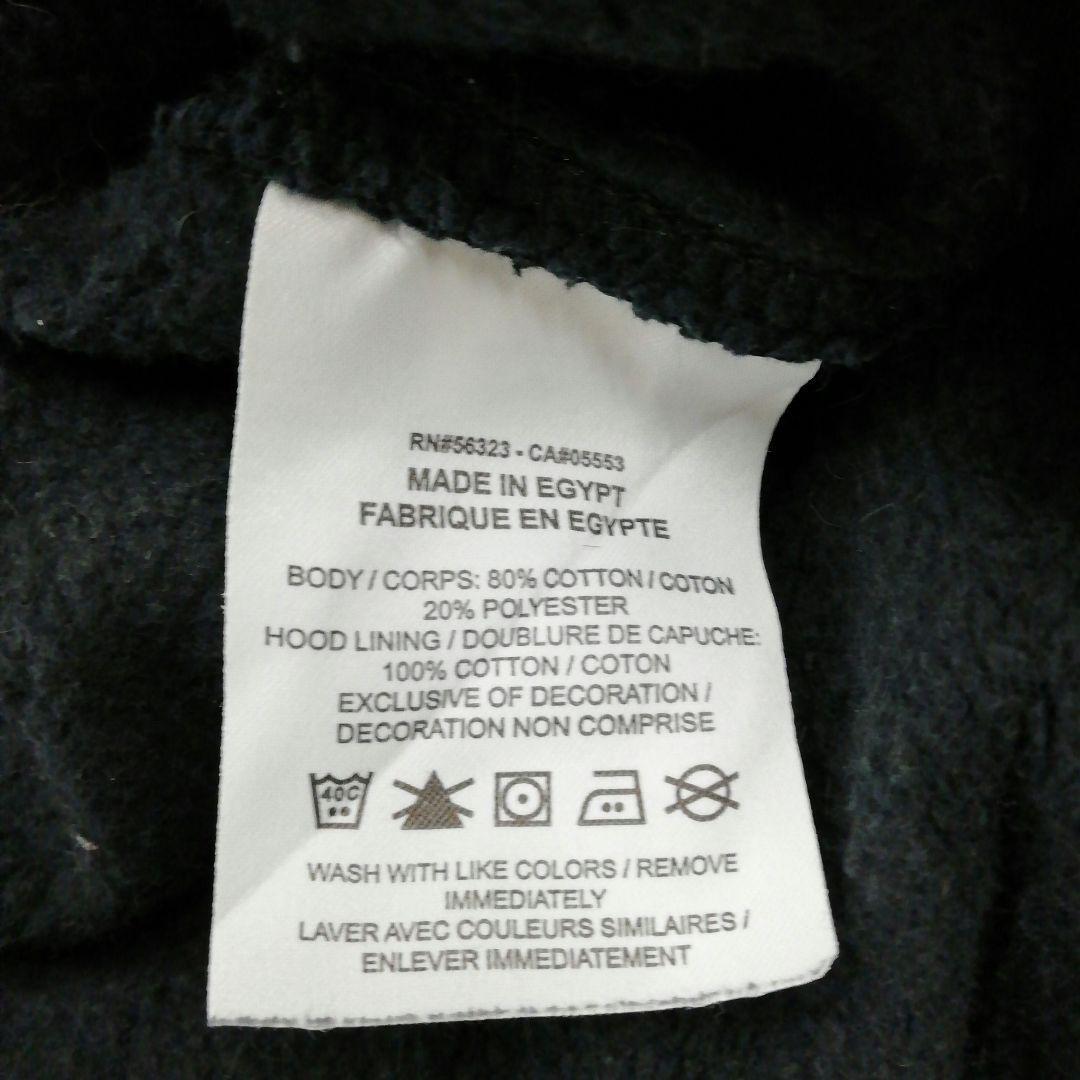 RN#56323 - CA#05553
MADE IN EGYPT
FABRIQUE EN EGYPTE
BODY / CORPS: 80% COTTON / COTON
20% POLYESTER
HOOD LINING / DOUBLURE DE CAPUCHE:
100% COTTON / COTON
EXCLUSIVE OF DECORATION /
DECORATION NON COMPRISE
40C
WASH WITH LIKE COLORS / REMOVE
IMMEDIATELY
LAVER AVEC COULEURS SIMILAIRES /
ENLEVER IMMEDIATEMENT